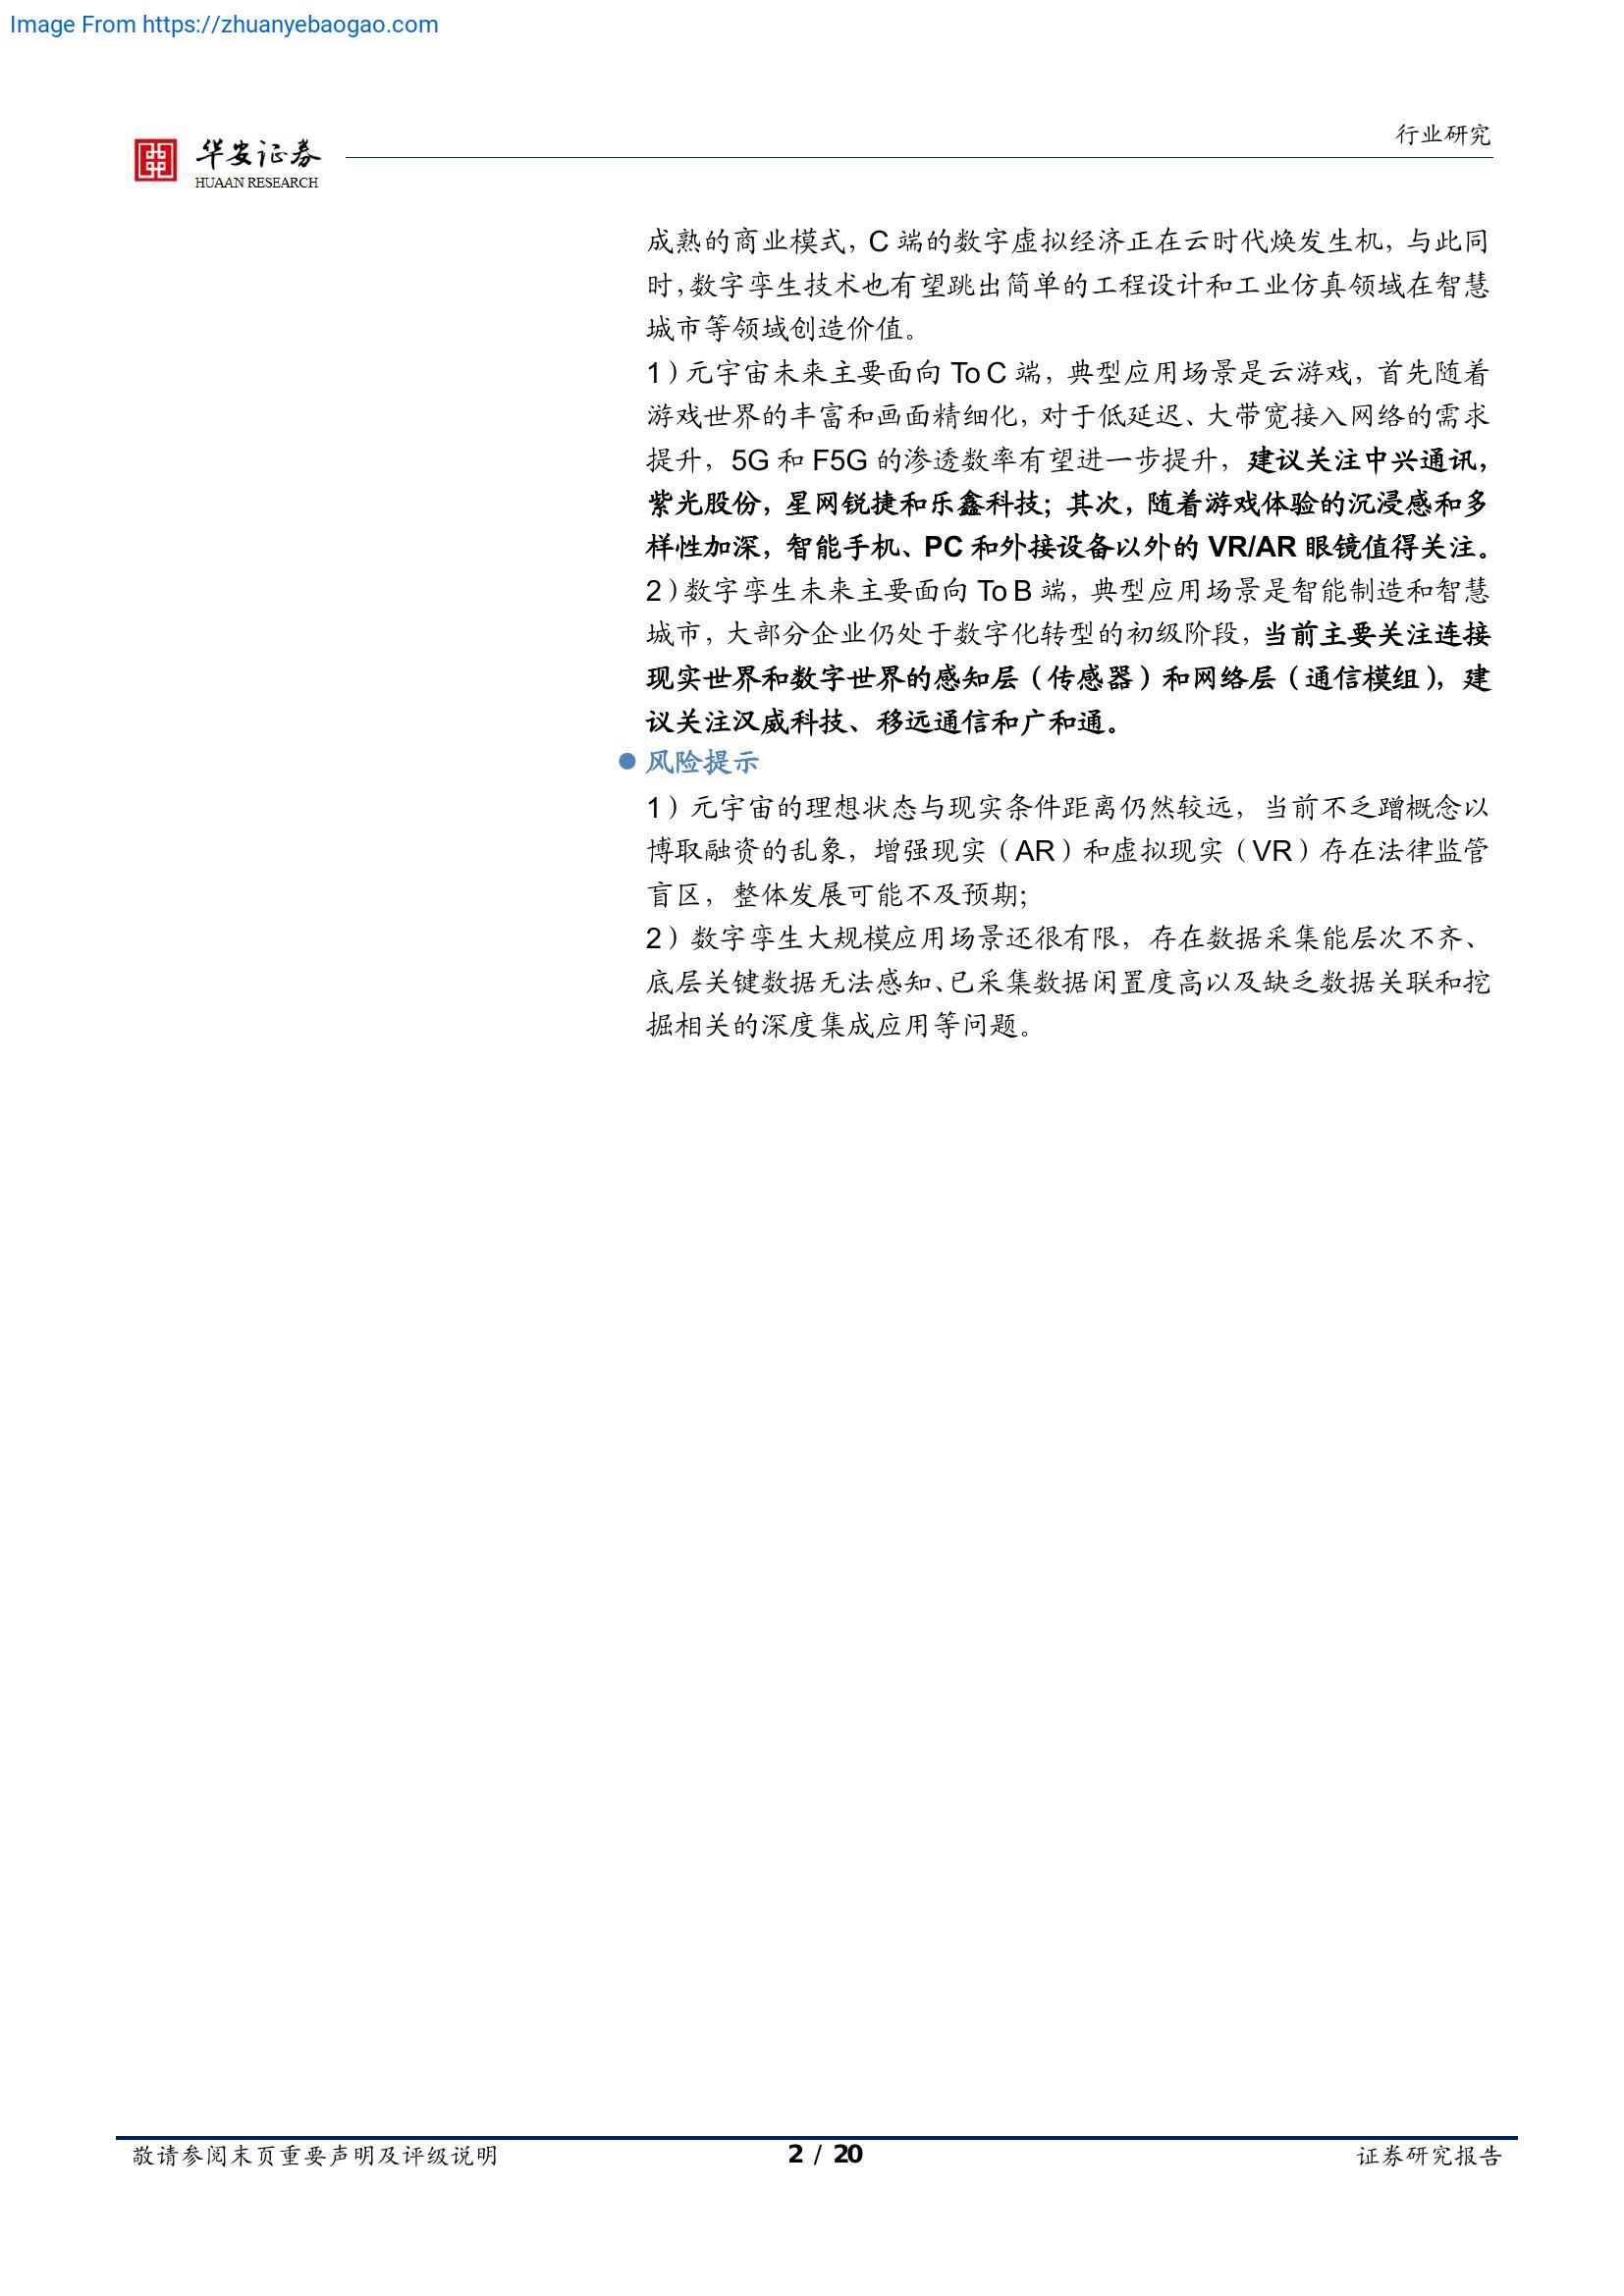 Image From https://zhuanyebaogao.com
行业研究
华安证券
HUAAN RESEARCH
成熟的商业模式，C 端的数字虚拟经济正在云时代焕发生机，与此同
时，数字孪生技术也有望跳出简单的工程设计和工业仿真领域在智慧
城市等领域创造价值。
1）元宇宙未来主要面向 To C 端，典型应用场景是云游戏，首先随着
游戏世界的丰富和画面精细化，对于低延迟、大带宽接入网络的需求
提升，5G 和 F5G 的渗透数率有望进一步提升，建议关注中兴通讯，
紫光股份，星网锐捷和乐鑫科技；其次，随着游戏体验的沉浸感和多
样性加深，智能手机、PC 和外接设备以外的 VR/AR 眼镜值得关注。
2）数字孪生未来主要面向 To B 端，典型应用场景是智能制造和智慧
城市，大部分企业仍处于数字化转型的初级阶段，当前主要关注连接
现实世界和数字世界的感知层（传感器）和网络层（通信模组），建
议关注汉威科技、移远通信和广和通。
● 风险提示
1）元宇宙的理想状态与现实条件距离仍然较远，当前不乏蹭概念以
博取融资的乱象，增强现实（AR）和虚拟现实（VR）存在法律监管
盲区，整体发展可能不及预期；
2）数字孪生大规模应用场景还很有限，存在数据采集能层次不齐、
底层关键数据无法感知、已采集数据闲置度高以及缺乏数据关联和挖
掘相关的深度集成应用等问题。
敬请参阅末页重要声明及评级说明
2 / 20
证券研究报告